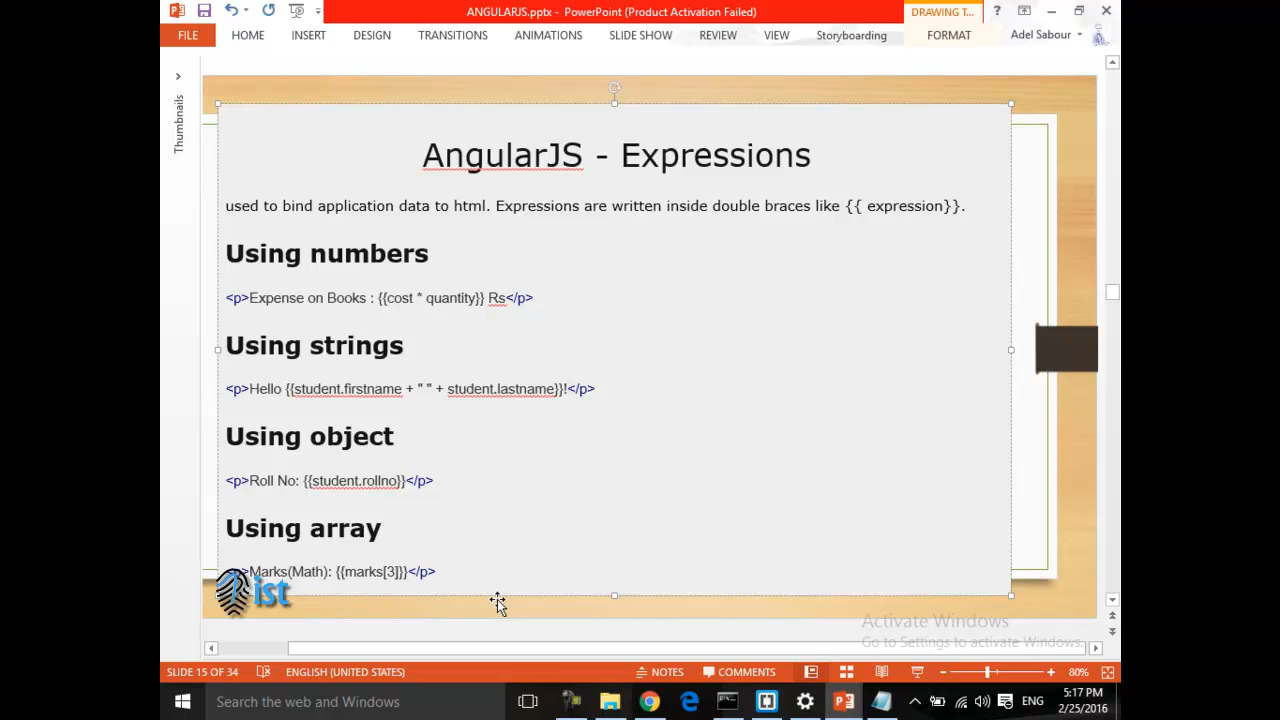 ANGULARJS.pptx - PowerPoint (Product Activation Failed)
DRAWING T...
?
FILE HOME INSERT DESIGN TRANSITIONS ANIMATIONS SLIDE SHOW REVIEW VIEW Storyboarding FORMAT Adel Sabour
Thumbnails
AngularJS - Expressions
used to bind application data to html. Expressions are written inside double braces like {{ expression}}.
Using numbers
<p>Expense on Books : {{cost * quantity}} Rs</p>
Using strings
<p>Hello {{student.firstname + " " + student.lastname}}!</p>
Using object
<p>Roll No: {{student.rollno}}</p>
Using array
>Marks(Math): {{marks[3]}}</p>
ist
Activate Windows
Go to Settings to activate Windows.
SLIDE 15 OF 34 ENGLISH (UNITED STATES) NOTES COMMENTS 80%
Search the web and Windows
ENG
5:17 PM
2/25/2016